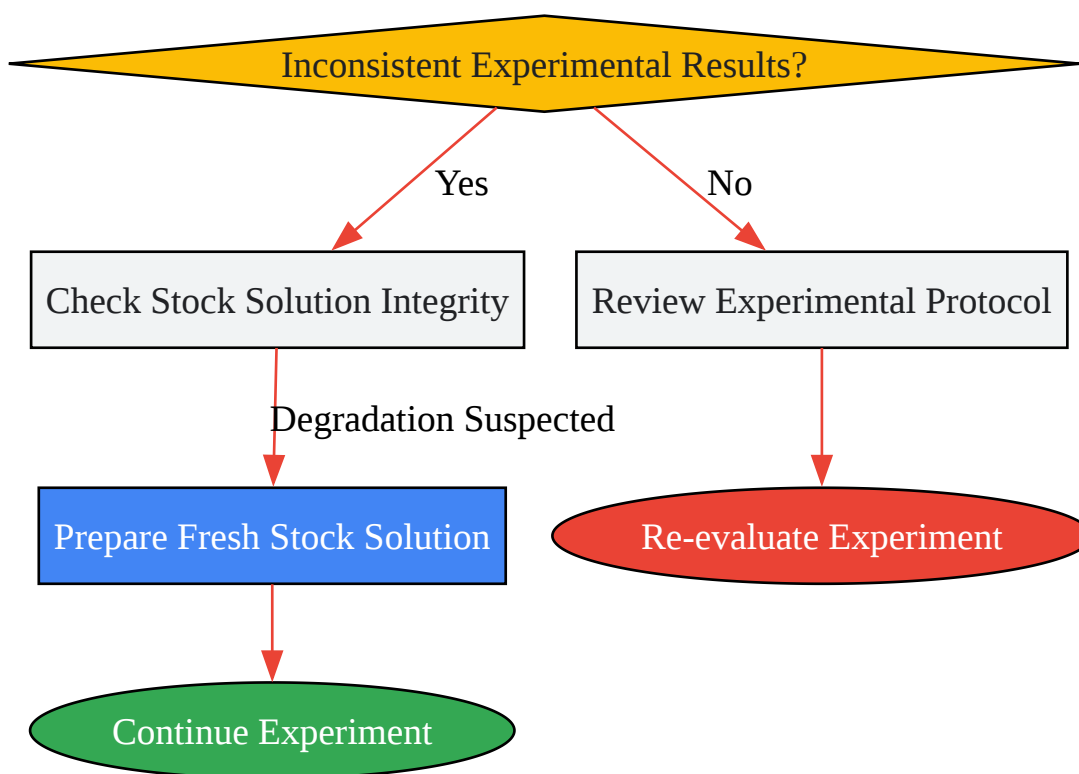 Inconsistent Experimental Results?
Yes
No
Check Stock Solution Integrity
Review Experimental Protocol
Degradation Suspected
Prepare Fresh Stock Solution
Re-evaluate Experiment
Continue Experiment